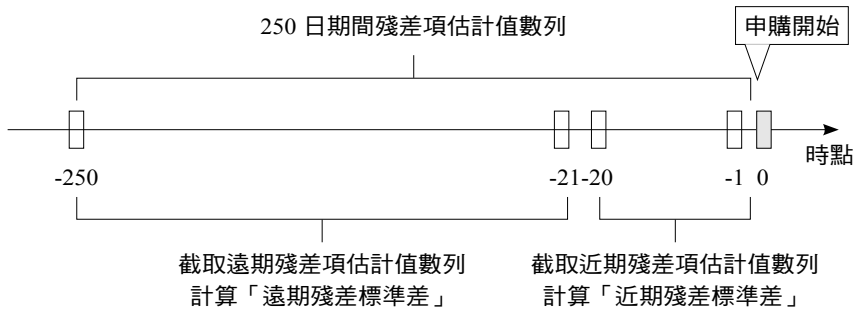 250 日期間殘差項估計值數列
申購開始
時點
-250
-21
-20
-1
0
截取遠期殘差項估計值數列
計算「遠期殘差標準差」
截取近期殘差項估計值數列
計算「近期殘差標準差」